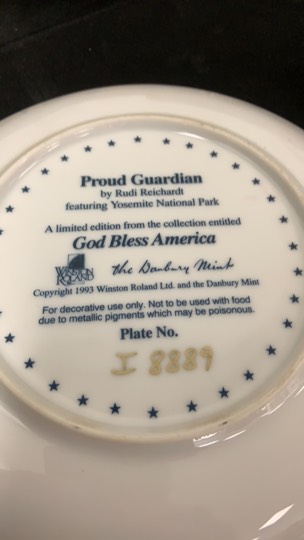 Proud Guardian
by Rudi Reichardt
featuring Yosemite National Park
A limited edition from the collection entitled
God Bless America
WINSTON
ROLAND
the Danbury Mint
Copyright 1993 Winston Roland Ltd. and the Danbury Mint
For decorative use only. Not to be used with food
due to metallic pigments which may be poisonous.
Plate No.
I 8889